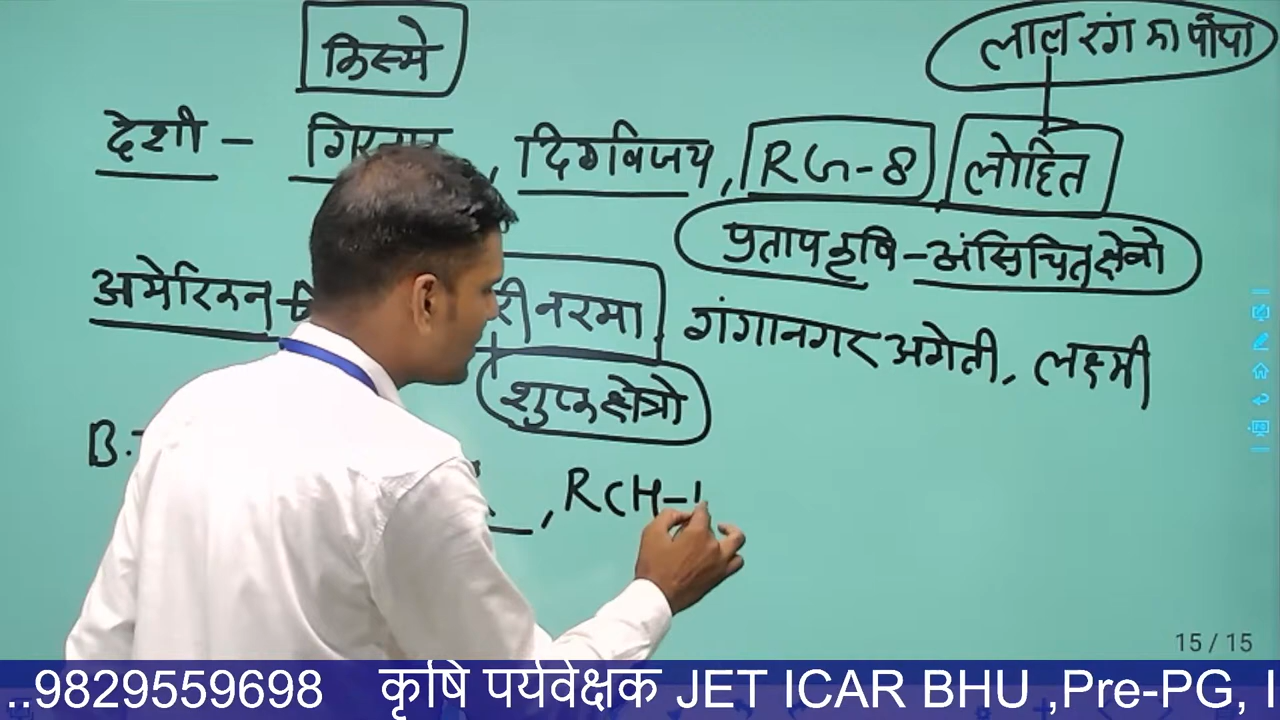 किस्मे
लाल रंग का पौधा
देशी - , दिग्विजय, RG-8 लोहित
प्रताप कृषि - अंसिचित क्षेत्रो
अमेरिकन - री नरमा, गंगानगर अगेती, लक्ष्मी
शुष्क क्षेत्रो
B.T , RCH-1
15 / 15
..9829559698 कृषि पर्यवेक्षक JET ICAR BHU ,Pre-PG, I